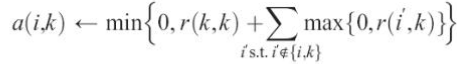 a(i,k) ← min{0, r(k,k) + ∑ max{0,r(i′,k)}}
i′s.t. i′∉{i,k}